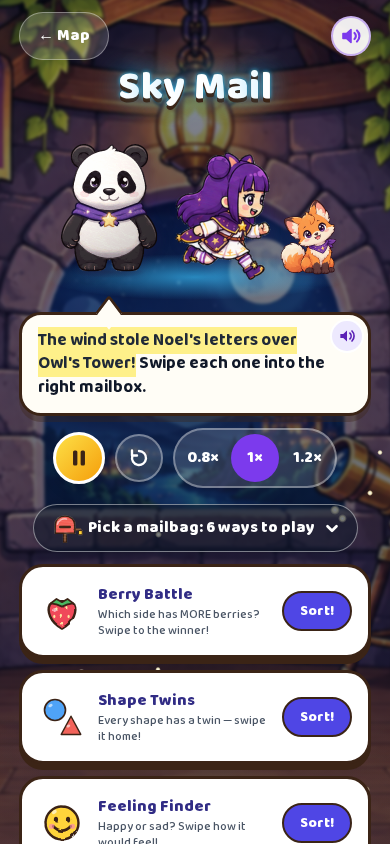 ← Map
Sky Mail
The wind stole Noel's letters over
Owl's Tower! Swipe each one into the
right mailbox.
0.8× 1× 1.2×
Pick a mailbag: 6 ways to play
Berry Battle
Which side has MORE berries?
Swipe to the winner!
Sort!
Shape Twins
Every shape has a twin — swipe
it home!
Sort!
Feeling Finder
Happy or sad? Swipe how it
would feel!
Sort!